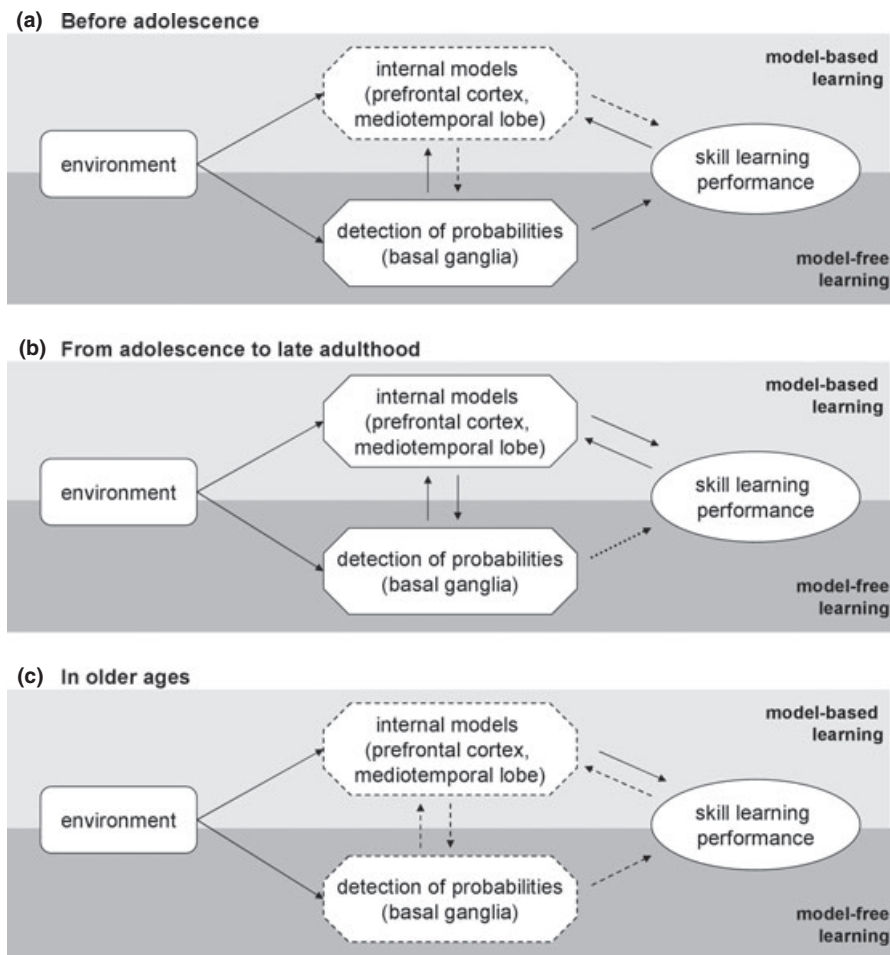 (a) Before adolescence
model-based
learning
internal models
(prefrontal cortex,
mediotemporal lobe)
environment
skill learning
performance
detection of probabilities
(basal ganglia)
model-free
learning
(b) From adolescence to late adulthood
model-based
learning
internal models
(prefrontal cortex,
mediotemporal lobe)
environment
skill learning
performance
detection of probabilities
(basal ganglia)
model-free
learning
(c) In older ages
model-based
learning
internal models
(prefrontal cortex,
mediotemporal lobe)
environment
skill learning
performance
detection of probabilities
(basal ganglia)
model-free
learning